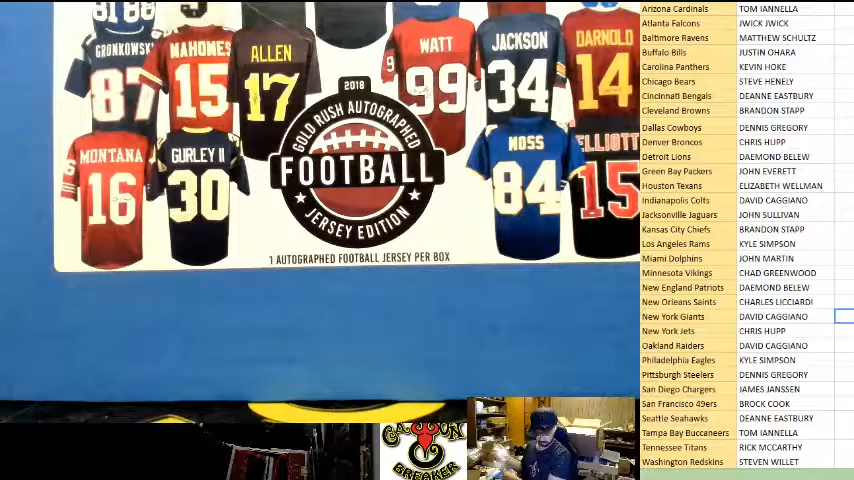 81 88
GRONKOWSKI
87
MAHOMES
15
ALLEN
17
9
WATT
99
JACKSON
34
DARNOLD
14
MONTANA
16
GURLEY II
30
2018
GOLD RUSH AUTOGRAPHED
FOOTBALL
JERSEY EDITION
MOSS
84
ELLIOTT
15
1 AUTOGRAPHED FOOTBALL JERSEY PER BOX
BREAKER
Arizona Cardinals TOM IANNELLA
Atlanta Falcons JWICK JWICK
Baltimore Ravens MATTHEW SCHULTZ
Buffalo Bills JUSTIN OHARA
Carolina Panthers KEVIN HOKE
Chicago Bears STEVE HENELY
Cincinnati Bengals DEANNE EASTBURY
Cleveland Browns BRANDON STAPP
Dallas Cowboys DENNIS GREGORY
Denver Broncos CHRIS HUPP
Detroit Lions DAEMOND BELEW
Green Bay Packers JOHN EVERETT
Houston Texans ELIZABETH WELLMAN
Indianapolis Colts DAVID CAGGIANO
Jacksonville Jaguars JOHN SULLIVAN
Kansas City Chiefs BRANDON STAPP
Los Angeles Rams KYLE SIMPSON
Miami Dolphins JOHN MARTIN
Minnesota Vikings CHAD GREENWOOD
New England Patriots DAEMOND BELEW
New Orleans Saints CHARLES LICCIARDI
New York Giants DAVID CAGGIANO
New York Jets CHRIS HUPP
Oakland Raiders DAVID CAGGIANO
Philadelphia Eagles KYLE SIMPSON
Pittsburgh Steelers DENNIS GREGORY
San Diego Chargers JAMES JANSSEN
San Francisco 49ers BROCK COOK
Seattle Seahawks DEANNE EASTBURY
Tampa Bay Buccaneers TOM IANNELLA
Tennessee Titans RICK MCCARTHY
Washington Redskins STEVEN WILLET